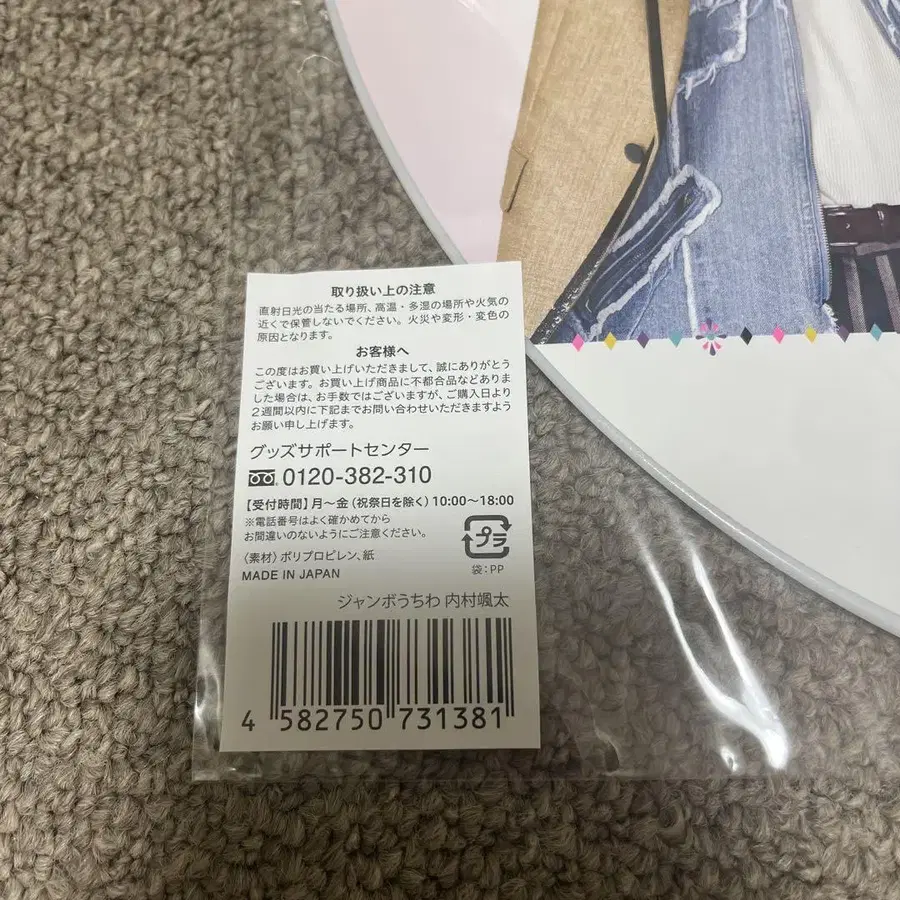 取り扱い上の注意
直射日光の当たる場所、高温・多湿の場所や火気の
近くで保管しないでください。火災や変形・変色の
原因となります。
お客様へ
この度はお買い上げいただきまして、誠にありがとう
ございます。お買い上げ商品に不都合品などありま
した場合は、お手数ではございますが、ご購入日より
2週間以内に下記までお問い合わせいただきますよう
お願い申し上げます。
グッズサポートセンター
0120-382-310
【受付時間】月〜金(祝祭日を除く)10:00〜18:00
※電話番号はよく確かめてから
お間違いのないようにご注意ください。
プラ
〈素材〉ポリプロピレン、紙
袋:PP
MADE IN JAPAN
ジャンボうちわ 内村颯太
4 582750 731381